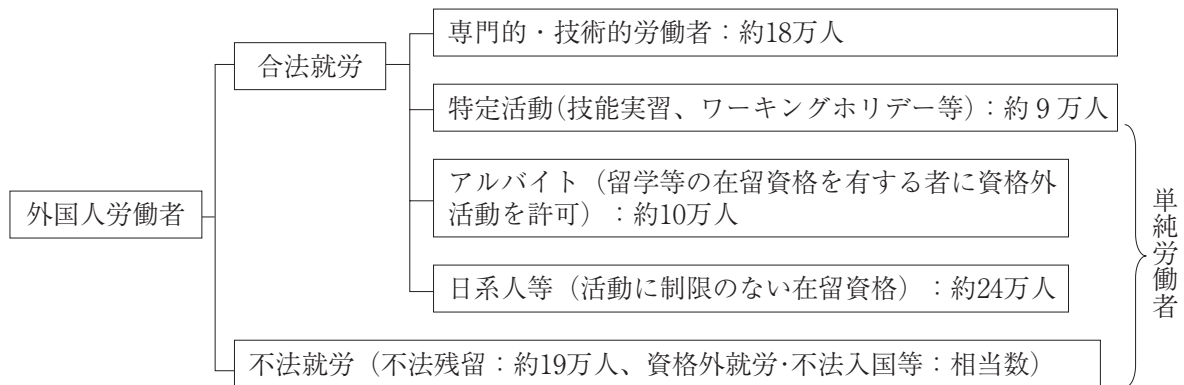 専門的・技術的労働者：約18万人
合法就労
特定活動（技能実習、ワーキングホリデー等）：約９万人
アルバイト（留学等の在留資格を有する者に資格外
活動を許可）：約10万人
外国人労働者
単純労働者
日系人等（活動に制限のない在留資格）：約24万人
不法就労（不法残留：約19万人、資格外就労･不法入国等：相当数）